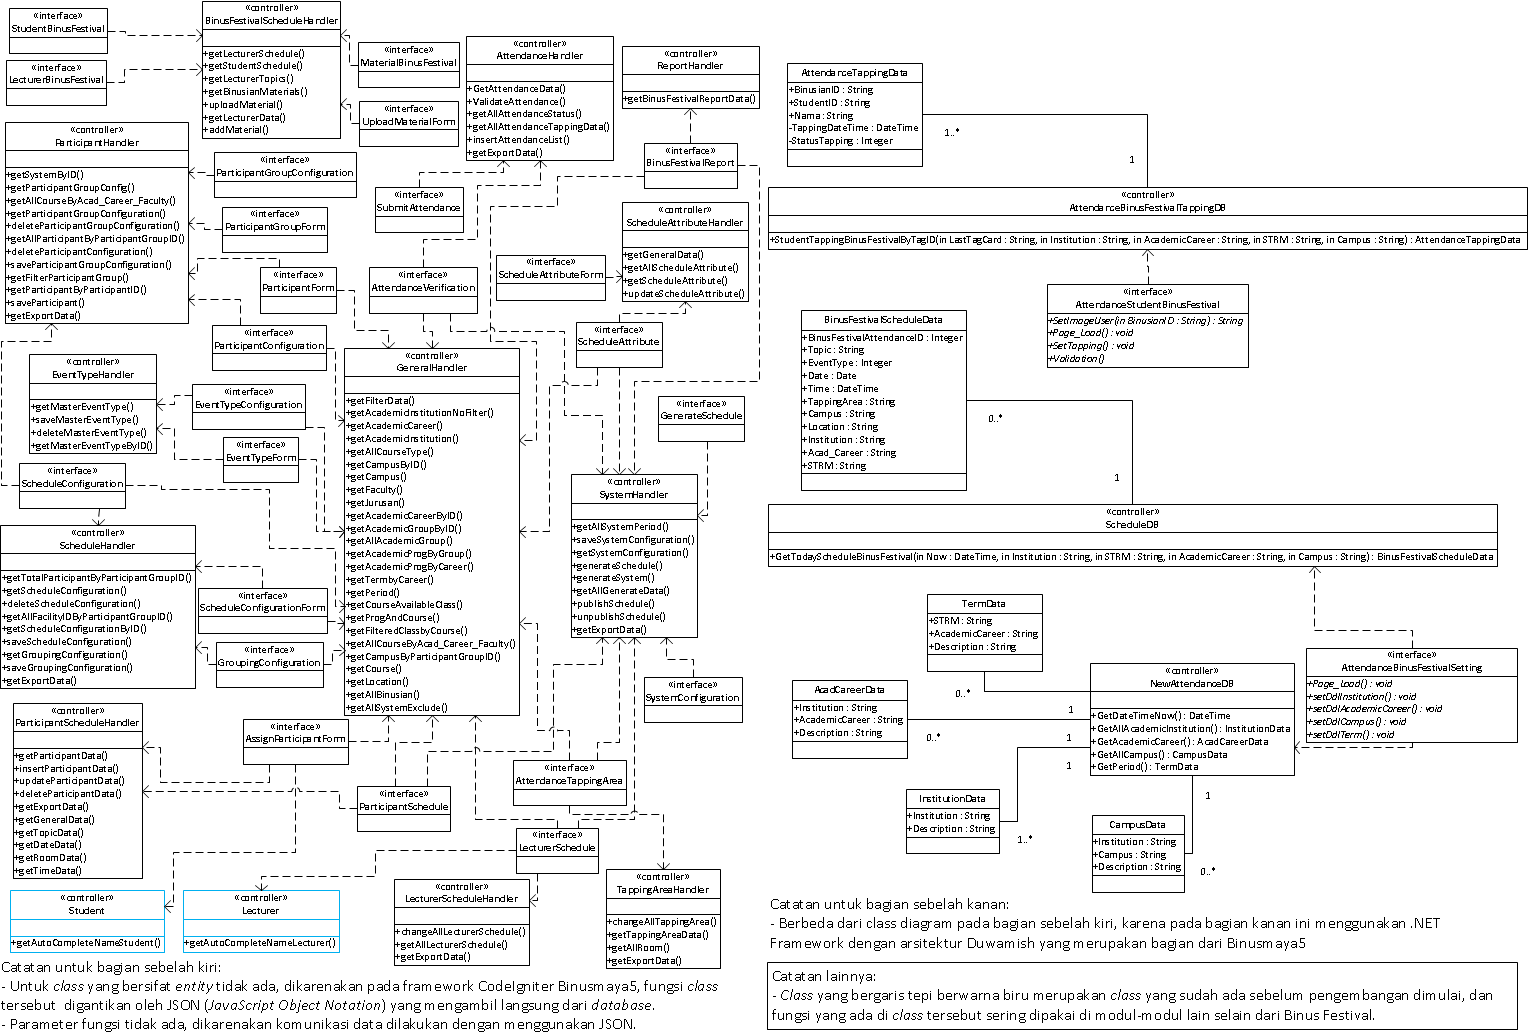 «interface»
StudentBinusFestival
«interface»
LecturerBinusFestival
«controller»
BinusFestivalScheduleHandler
+getLecturerSchedule()
+getStudentSchedule()
+getLecturerTopics()
+getBinusianMaterials()
+uploadMaterial()
+getLecturerData()
+addMaterial()
«interface»
MaterialBinusFestival
«interface»
UploadMaterialForm
«controller»
AttendanceHandler
+GetAttendanceData()
+ValidateAttendance()
+getAllAttendanceStatus()
+getAllAttendanceTappingData()
+insertAttendanceList()
+getExportData()
«controller»
ReportHandler
+getBinusFestivalReportData()
«interface»
BinusFestivalReport
«controller»
ParticipantHandler
+getSystemByID()
+getParticipantGroupConfig()
+getAllCourseByAcad_Career_Faculty()
+getParticipantGroupConfiguration()
+deleteParticipantGroupConfiguration()
+getAllParticipantByParticipantGroupID()
+deleteParticipantConfiguration()
+saveParticipantGroupConfiguration()
+getFilterParticipantGroup()
+getParticipantByParticipantID()
+saveParticipant()
+getExportData()
«interface»
ParticipantGroupConfiguration
«interface»
ParticipantGroupForm
«interface»
ParticipantForm
«interface»
ParticipantConfiguration
«interface»
SubmitAttendance
«interface»
AttendanceVerification
«controller»
ScheduleAttributeHandler
+getGeneralData()
+getAllScheduleAttribute()
+getScheduleAttribute()
+updateScheduleAttribute()
«interface»
ScheduleAttributeForm
«interface»
ScheduleAttribute
«controller»
EventTypeHandler
+getMasterEventType()
+saveMasterEventType()
+deleteMasterEventType()
+getMasterEventTypeByID()
«interface»
EventTypeConfiguration
«interface»
EventTypeForm
«interface»
ScheduleConfiguration
«controller»
GeneralHandler
+getFilterData()
+getAcademicInstitutionNoFilter()
+getAcademicCareer()
+getAcademicInstitution()
+getAllCourseType()
+getCampusByID()
+getCampus()
+getFaculty()
+getJurusan()
+getAcademicCareerByID()
+getAcademicGroupByID()
+getAllAcademicGroup()
+getAcademicProgByGroup()
+getAcademicProgByCareer()
+getTermbyCareer()
+getPeriod()
+getCourseAvailableClass()
+getProgAndCourse()
+getFilteredClassbyCourse()
+getAllCourseByAcad_Career_Faculty()
+getCampusByParticipantGroupID()
+getCourse()
+getLocation()
+getAllBinusian()
+getAllSystemExclude()
«interface»
GenerateSchedule
«controller»
SystemHandler
+getAllSystemPeriod()
+saveSystemConfiguration()
+getSystemConfiguration()
+generateSchedule()
+generateSystem()
+getAllGenerateData()
+publishSchedule()
+unpublishSchedule()
+getExportData()
«interface»
SystemConfiguration
«controller»
ScheduleHandler
+getTotalParticipantByParticipantGroupID()
+getScheduleConfiguration()
+deleteScheduleConfiguration()
+getAllFacilityIDByParticipantGroupID()
+getScheduleConfigurationByID()
+saveScheduleConfiguration()
+getGroupingConfiguration()
+saveGroupingConfiguration()
+getExportData()
«interface»
ScheduleConfigurationForm
«interface»
GroupingConfiguration
«controller»
ParticipantScheduleHandler
+getParticipantData()
+insertParticipantData()
+updateParticipantData()
+deleteParticipantData()
+getExportData()
+getGeneralData()
+getTopicData()
+getDateData()
+getRoomData()
+getTimeData()
«interface»
AssignParticipantForm
«interface»
ParticipantSchedule
«interface»
AttendanceTappingArea
«interface»
LecturerSchedule
«controller»
Student
+getAutoCompleteNameStudent()
«controller»
Lecturer
+getAutoCompleteNameLecturer()
«controller»
LecturerScheduleHandler
+changeAllLecturerSchedule()
+getAllLecturerSchedule()
+getExportData()
«controller»
TappingAreaHandler
+changeAllTappingArea()
+getTappingAreaData()
+getAllRoom()
+getExportData()
Catatan untuk bagian sebelah kiri:
- Untuk class yang bersifat entity tidak ada, dikarenakan pada framework CodeIgniter Binusmaya5, fungsi class
tersebut digantikan oleh JSON (JavaScript Object Notation) yang mengambil langsung dari database.
- Parameter fungsi tidak ada, dikarenakan komunikasi data dilakukan dengan menggunakan JSON.
AttendanceTappingData
+BinusianID : String
+StudentID : String
+Nama : String
-TappingDateTime : DateTime
-StatusTapping : Integer
1..*
1
«controller»
AttendanceBinusFestivalTappingDB
+StudentTappingBinusFestivalByTagID(in LastTagCard : String, in Institution : String, in AcademicCareer : String, in STRM : String, in Campus : String) : AttendanceTappingData
«interface»
AttendanceStudentBinusFestival
+SetImageUser(in BinusianID : String) : String
+Page_Load() : void
+SetTapping() : void
+Validation()
BinusFestivalScheduleData
+BinusFestivalAttendanceID : Integer
+Topic : String
+EventType : Integer
+Date : Date
+Time : DateTime
+TappingArea : String
+Campus : String
+Location : String
+Institution : String
+Acad_Career : String
+STRM : String
0..*
1
«controller»
ScheduleDB
+GetTodayScheduleBinusFestival(in Now : DateTime, in Institution : String, in STRM : String, in AcademicCareer : String, in Campus : String) : BinusFestivalScheduleData
TermData
+STRM : String
+AcademicCareer : String
+Description : String
0..*
AcadCareerData
+Institution : String
+AcademicCareer : String
+Description : String
0..*
1
1
1
«controller»
NewAttendanceDB
+GetDateTimeNow() : DateTime
+GetAllAcademicInstitution() : InstitutionData
+GetAcademicCareer() : AcadCareerData
+GetAllCampus() : CampusData
+GetPeriod() : TermData
«interface»
AttendanceBinusFestivalSetting
+Page_Load() : void
+setDdlInstitution() : void
+setDdlAcademicCareer() : void
+setDdlCampus() : void
+setDdlTerm() : void
InstitutionData
+Institution : String
+Description : String
1..*
1
CampusData
+Institution : String
+Campus : String
+Description : String
0..*
Catatan untuk bagian sebelah kanan:
- Berbeda dari class diagram pada bagian sebelah kiri, karena pada bagian kanan ini menggunakan .NET
Framework dengan arsitektur Duwamish yang merupakan bagian dari Binusmaya5
Catatan lainnya:
- Class yang bergaris tepi berwarna biru merupakan class yang sudah ada sebelum pengembangan dimulai, dan
fungsi yang ada di class tersebut sering dipakai di modul-modul lain selain dari Binus Festival.